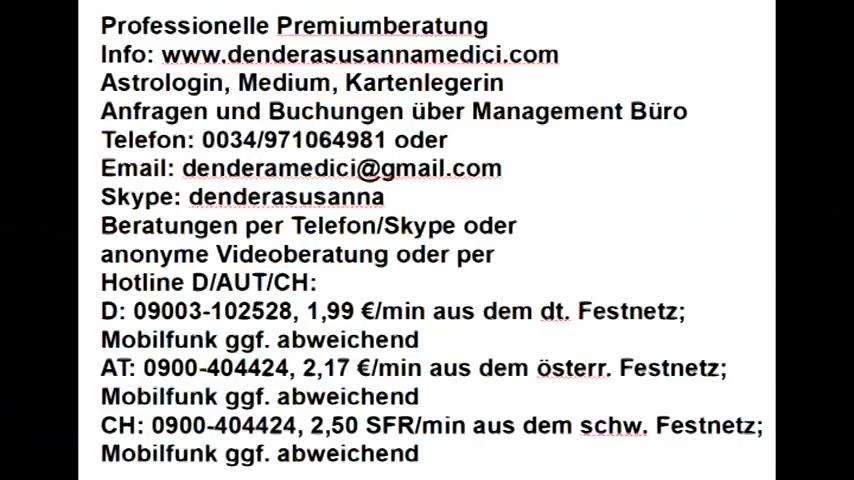 Professionelle Premiumberatung
Info: www.denderasusannamedici.com
Astrologin, Medium, Kartenlegerin
Anfragen und Buchungen über Management Büro
Telefon: 0034/971064981 oder
Email: denderamedici@gmail.com
Skype: denderasusanna
Beratungen per Telefon/Skype oder
anonyme Videoberatung oder per
Hotline D/AUT/CH:
D: 09003-102528, 1,99 €/min aus dem dt. Festnetz;
Mobilfunk ggf. abweichend
AT: 0900-404424, 2,17 €/min aus dem österr. Festnetz;
Mobilfunk ggf. abweichend
CH: 0900-404424, 2,50 SFR/min aus dem schw. Festnetz;
Mobilfunk ggf. abweichend